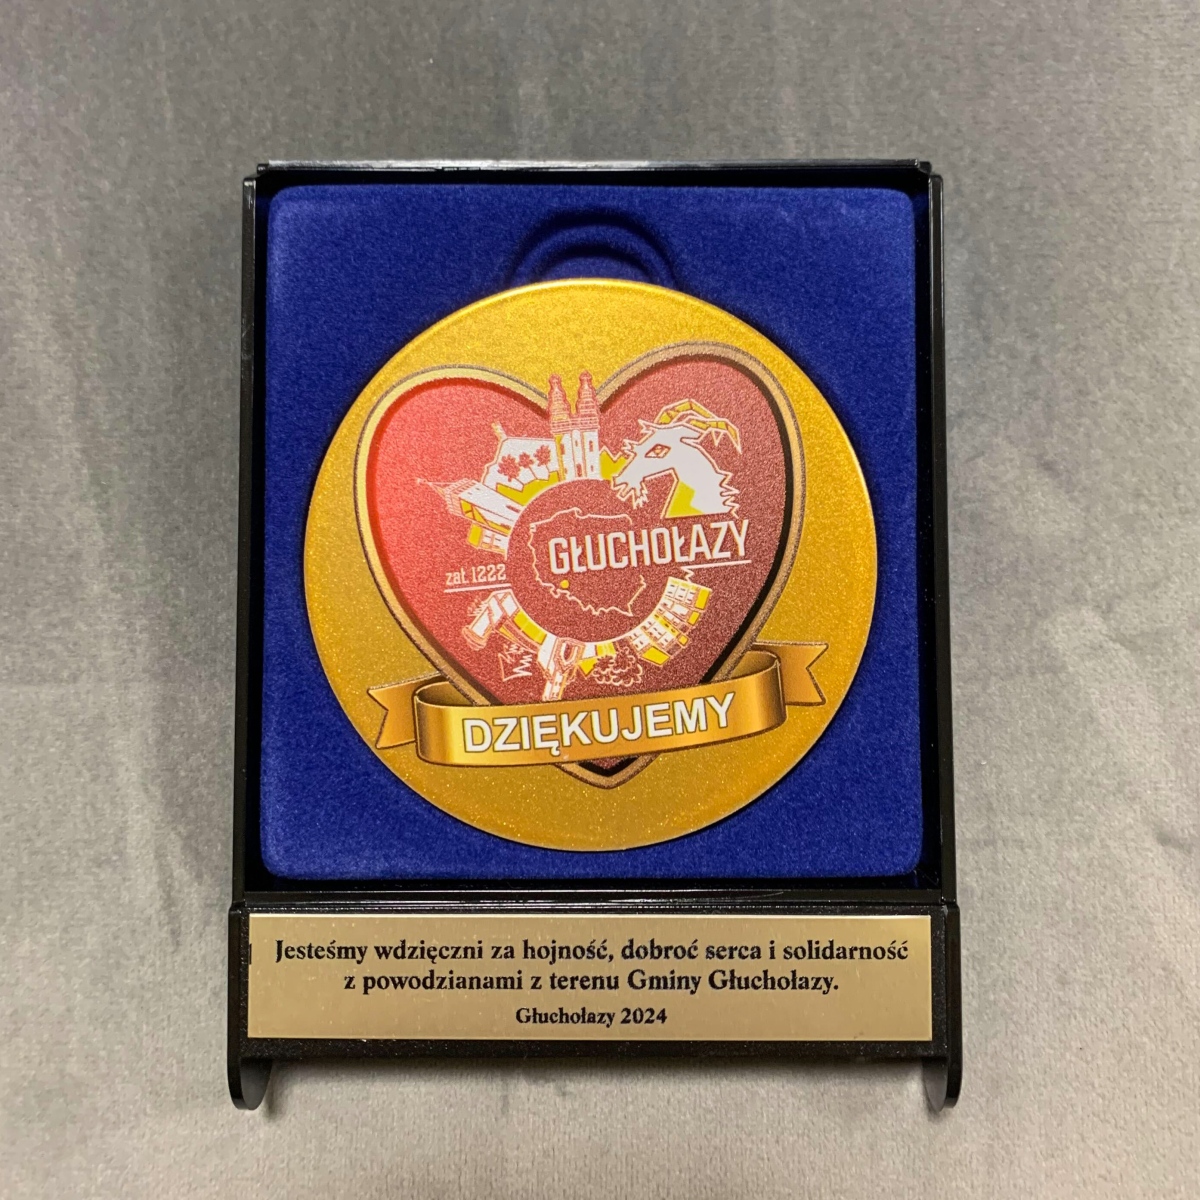 GŁUCHOŁAZY
zał. 1222
DZIĘKUJEMY
Jesteśmy wdzięczni za hojność, dobroć serca i solidarność
z powodzianami z terenu Gminy Głuchołazy.
Głuchołazy 2024